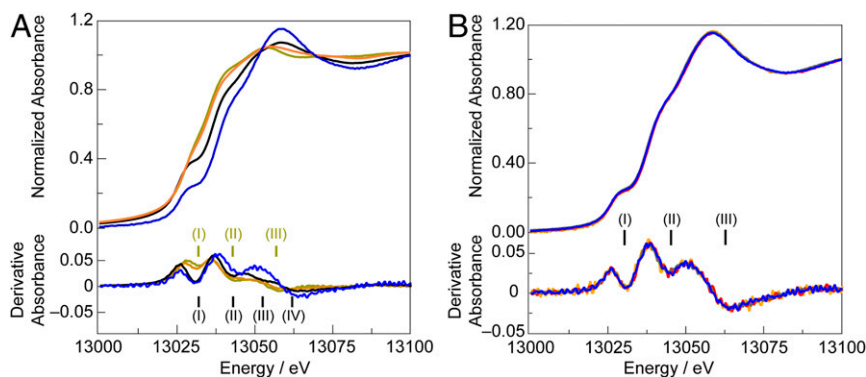 A
Normalized Absorbance
1.2
0.8
0.4
0.0
Derivative
Absorbance
0.05
0
−0.05
(I) (II) (III)
(I) (II) (III) (IV)
13000 13025 13050 13075 13100
Energy / eV
B
Normalized Absorbance
1.20
0.80
0.40
0.00
Derivative
Absorbance
0.05
0
−0.05
(I) (II) (III)
13000 13025 13050 13075 13100
Energy / eV